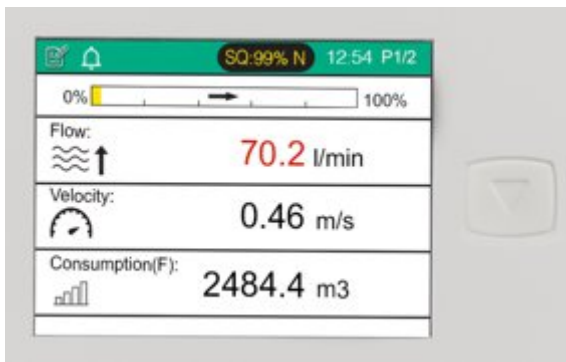 SQ:99% N 12:54 P1/2
0% 100%
Flow:
70.2 l/min
Velocity:
0.46 m/s
Consumption(F):
2484.4 m3